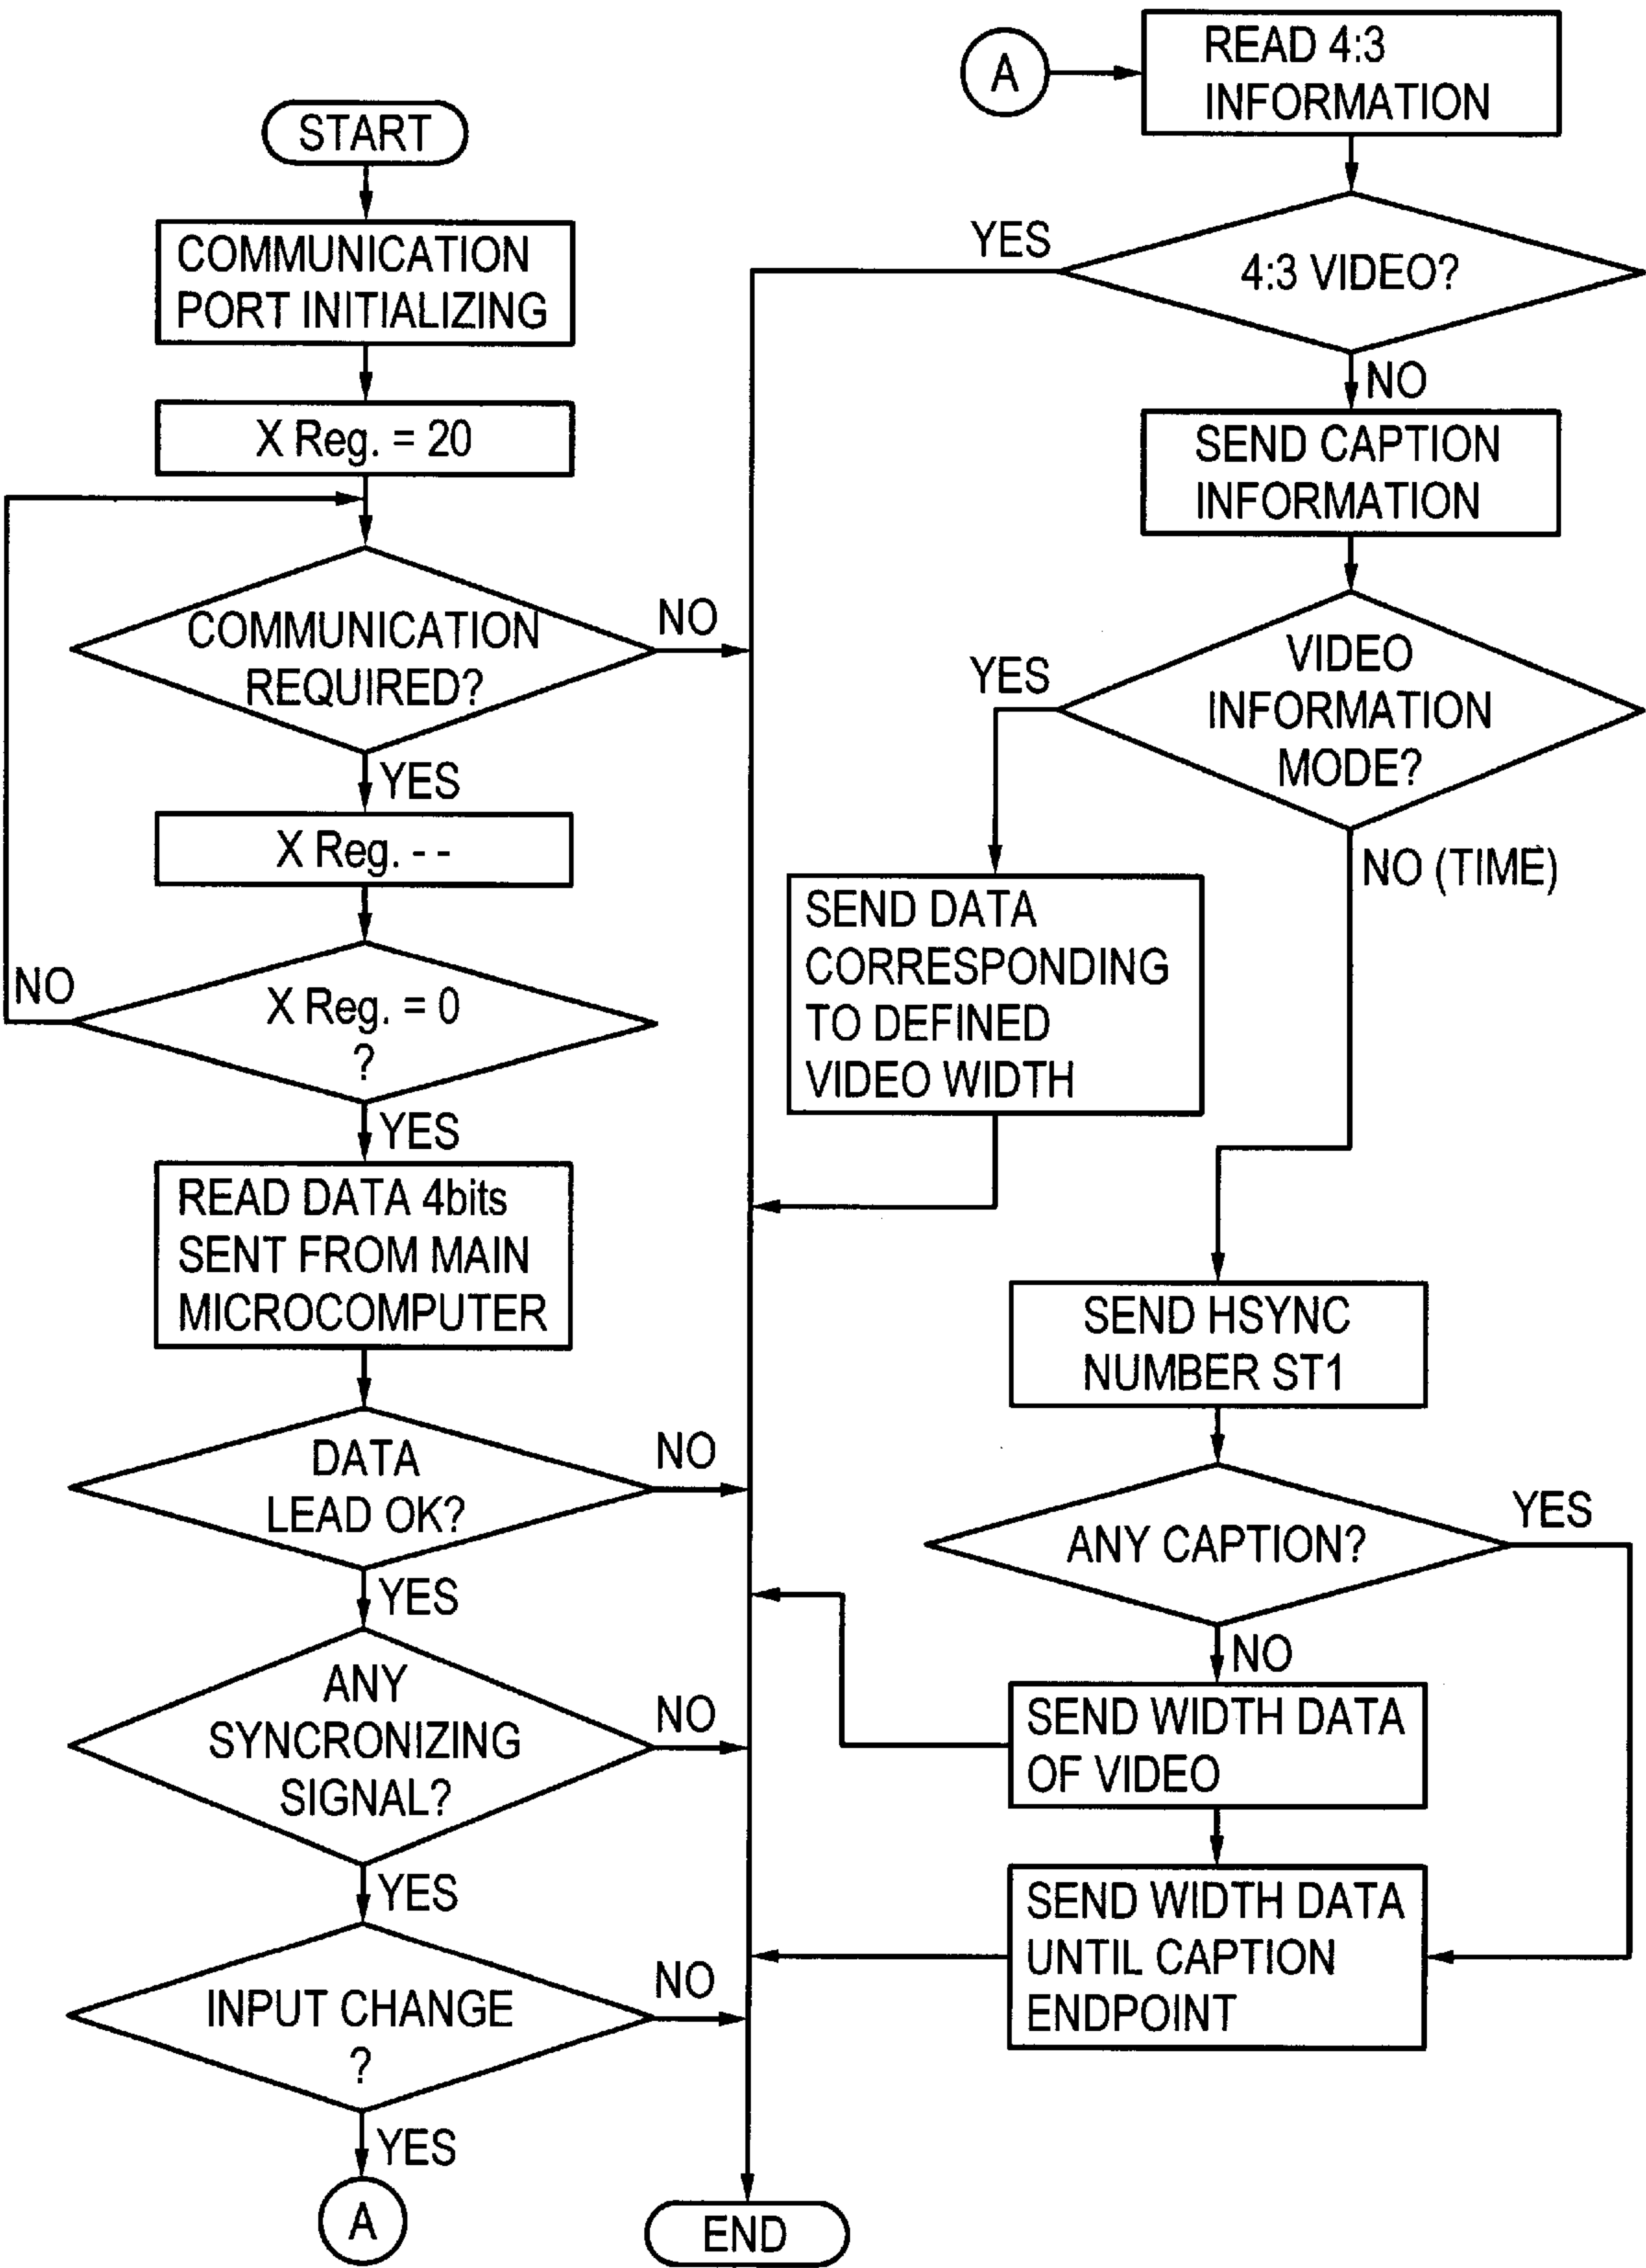 START
COMMUNICATION
PORT INITIALIZING
X Reg. = 20
COMMUNICATION
REQUIRED?
NO
YES
X Reg. - -
X Reg. = 0
?
NO
YES
READ DATA 4bits
SENT FROM MAIN
MICROCOMPUTER
DATA
LEAD OK?
NO
YES
ANY
SYNCRONIZING
SIGNAL?
NO
YES
INPUT CHANGE
?
NO
YES
A
A
READ 4:3
INFORMATION
4:3 VIDEO?
YES
NO
SEND CAPTION
INFORMATION
VIDEO
INFORMATION
MODE?
YES
NO (TIME)
SEND DATA
CORRESPONDING
TO DEFINED
VIDEO WIDTH
SEND HSYNC
NUMBER ST1
ANY CAPTION?
YES
NO
SEND WIDTH DATA
OF VIDEO
SEND WIDTH DATA
UNTIL CAPTION
ENDPOINT
END